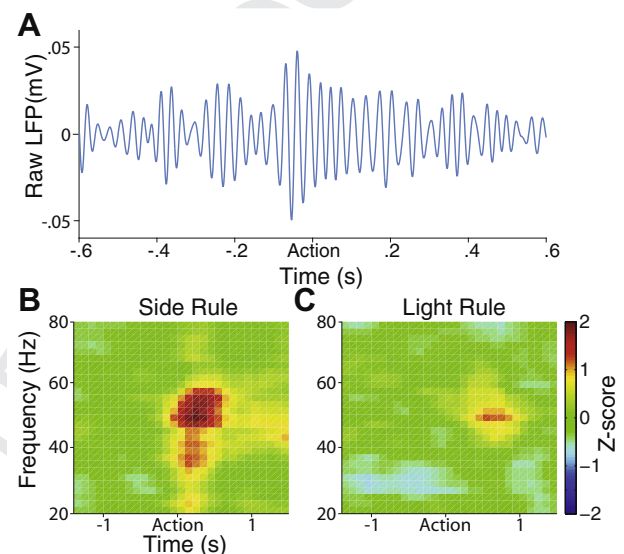 A
Raw LFP(mV)
.05
0
-.05
-.6 -.4 -.2 Action .2 .4 .6
Time (s)
B Side Rule
C Light Rule
Frequency (Hz)
80
60
40
20
-1 Action 1
Time (s)
80
60
40
20
-1 Action 1
2
1
0
-1
-2
Z-score